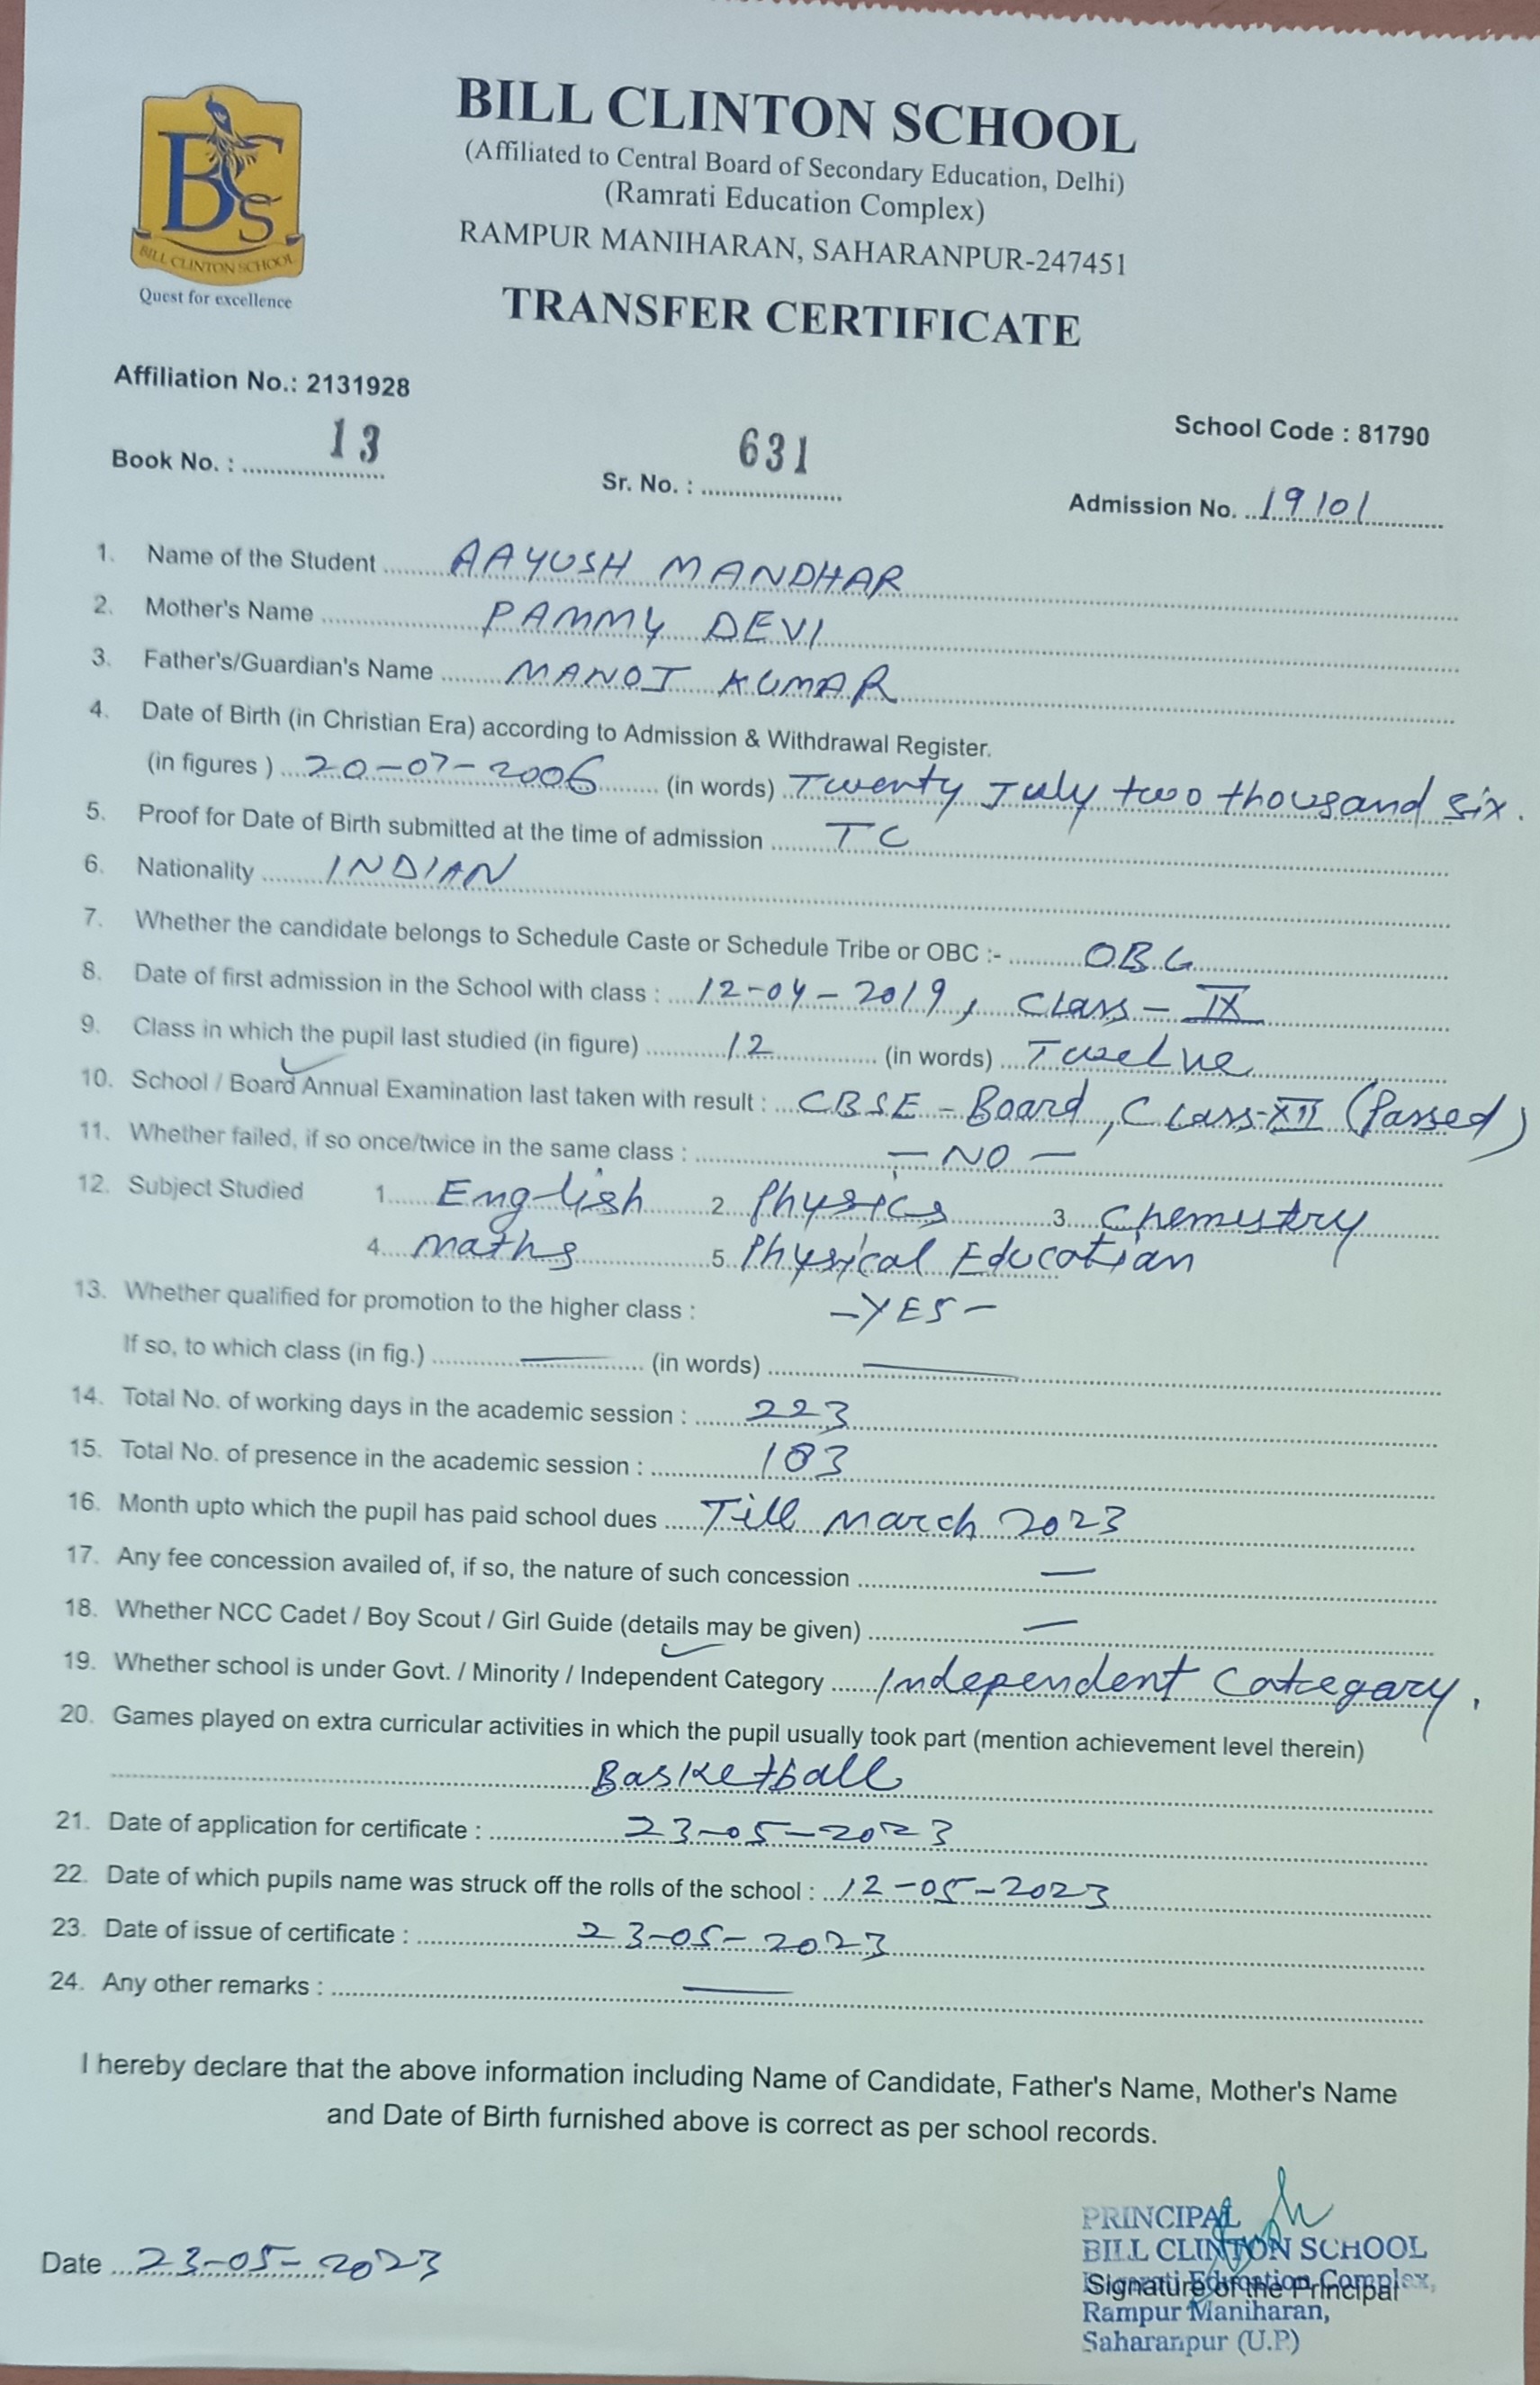 BILL CLINTON SCHOOL
(Affiliated to Central Board of Secondary Education, Delhi)
(Ramrati Education Complex)
RAMPUR MANIHARAN, SAHARANPUR-247451
BCS
BILL CLINTON SCHOOL
Quest for excellence
TRANSFER CERTIFICATE
Affiliation No.: 2131928
School Code : 81790
Book No. : 13 Sr. No. : 631 Admission No. 19101
1. Name of the Student AAYUSH MANDHAR
2. Mother's Name PAMMY DEVI
3. Father's/Guardian's Name MANOJ KUMAR
4. Date of Birth (in Christian Era) according to Admission & Withdrawal Register.
(in figures ) 20-07-2006 (in words) Twenty July two thousand six.
5. Proof for Date of Birth submitted at the time of admission TC
6. Nationality INDIAN
7. Whether the candidate belongs to Schedule Caste or Schedule Tribe or OBC :- OBC
8. Date of first admission in the School with class : 12-04-2019, Class - IX
9. Class in which the pupil last studied (in figure) 12 (in words) Twelve
10. School / Board Annual Examination last taken with result : CBSE - Board, Class-XII (Passed)
11. Whether failed, if so once/twice in the same class : - NO -
12. Subject Studied 1. English 2. Physics 3. Chemistry
4. Maths 5. Physical Education
13. Whether qualified for promotion to the higher class : - YES -
If so, to which class (in fig.) — (in words) —
14. Total No. of working days in the academic session : 223
15. Total No. of presence in the academic session : 183
16. Month upto which the pupil has paid school dues Till March 2023
17. Any fee concession availed of, if so, the nature of such concession —
18. Whether NCC Cadet / Boy Scout / Girl Guide (details may be given) —
19. Whether school is under Govt. / Minority / Independent Category Independent Category.
20. Games played on extra curricular activities in which the pupil usually took part (mention achievement level therein)
Basketball
21. Date of application for certificate : 23-05-2023
22. Date of which pupils name was struck off the rolls of the school : 12-05-2023
23. Date of issue of certificate : 23-05-2023
24. Any other remarks : —
I hereby declare that the above information including Name of Candidate, Father's Name, Mother's Name
and Date of Birth furnished above is correct as per school records.
PRINCIPAL
BILL CLINTON SCHOOL
Education Complex,
Signature of the Principal
Rampur Maniharan,
Saharanpur (U.P.)
Date 23-05-2023